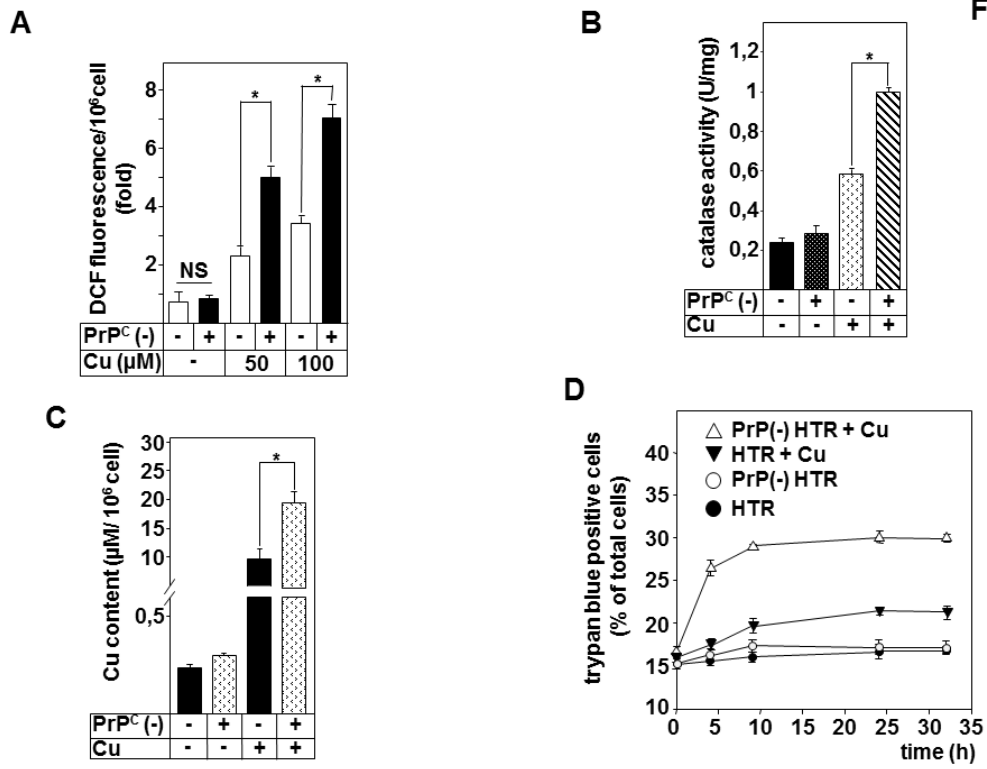 A
DCF fluorescence/10⁶cell
(fold)
8
6
4
2
NS
*
*
PrPᶜ (-) - + - + - +
Cu (µM) - 50 100
B
catalase activity (U/mg)
1,2
1
0,8
0,6
0,4
0,2
*
PrPᶜ (-) - + - +
Cu - - + +
F
C
Cu content (µM/ 10⁶ cell)
30
25
20
15
10
0,5
*
PrPᶜ (-) - + - +
Cu - - + +
D
trypan blue positive cells
(% of total cells)
40
35
30
25
20
15
10
PrP(-) HTR + Cu
HTR + Cu
PrP(-) HTR
HTR
0 5 10 15 20 25 30 35
time (h)